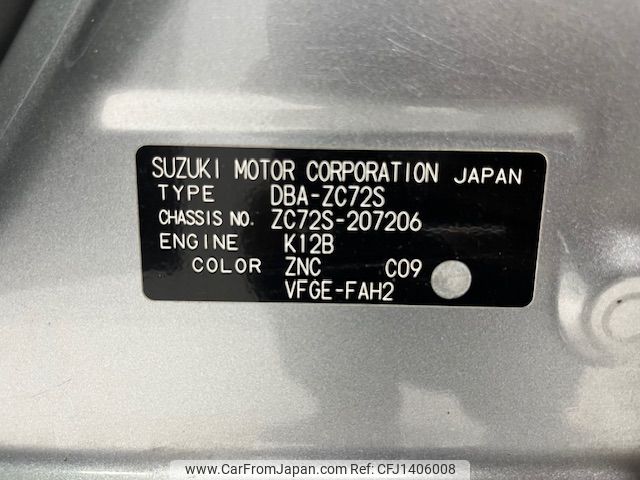 SUZUKI MOTOR CORPORATION JAPAN
TYPE DBA-ZC72S
CHASSIS NO. ZC72S-207206
ENGINE K12B
COLOR ZNC C09
VFGE-FAH2
www.CarFromJapan.com | © CarFromJapan | CFJ1406008